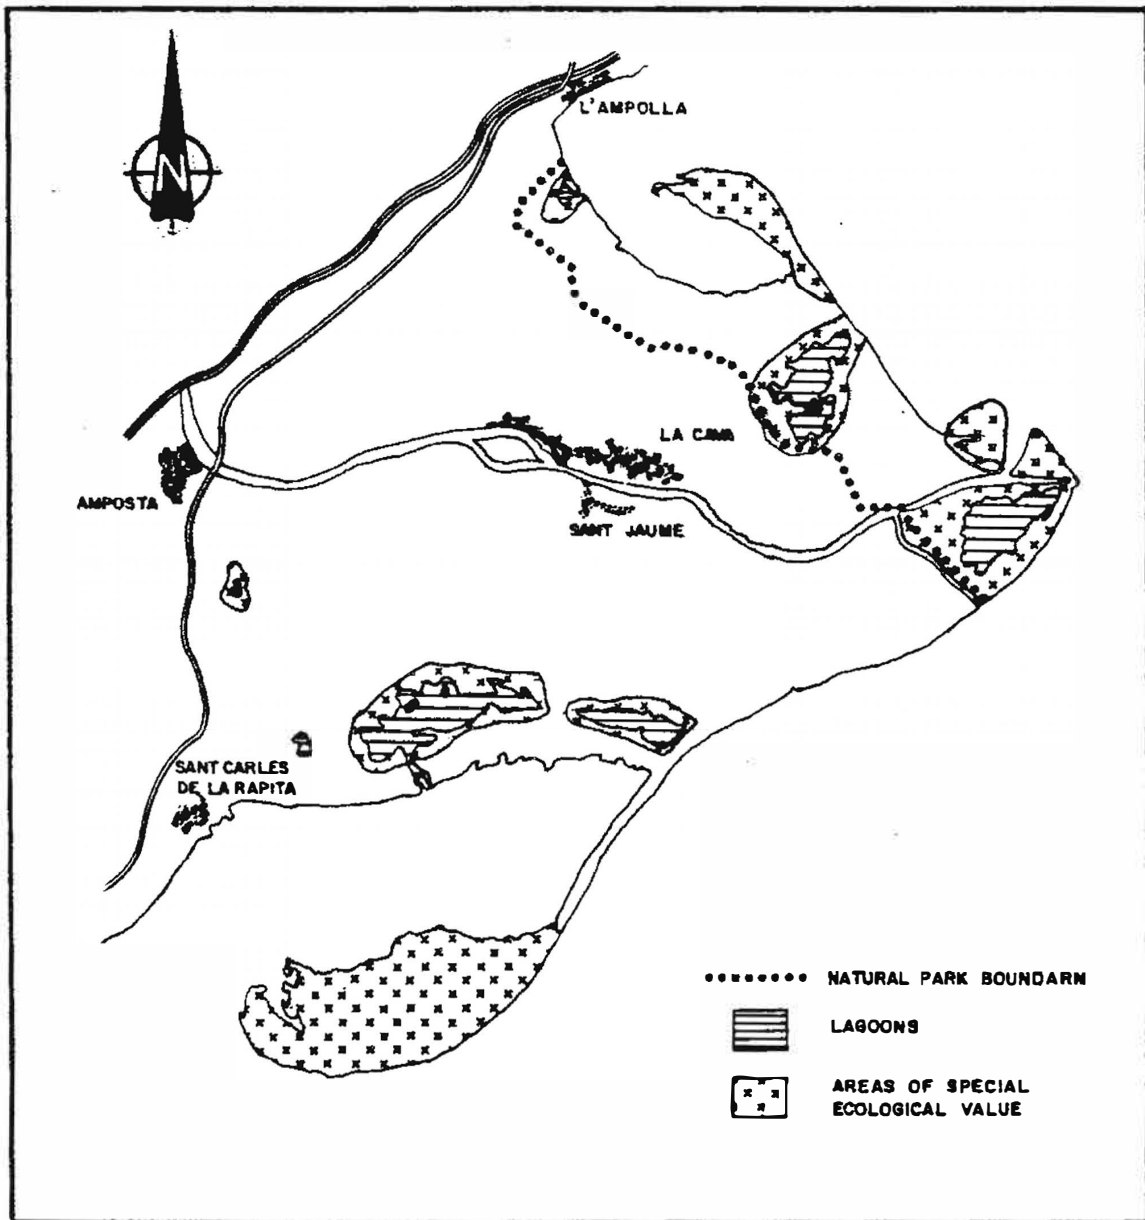 N
L'AMPOLLA
LA CAVA
AMPOSTA
SANT JAUME
SANT CARLES
DE LA RAPITA
NATURAL PARK BOUNDARN
LAGOONS
AREAS OF SPECIAL
ECOLOGICAL VALUE